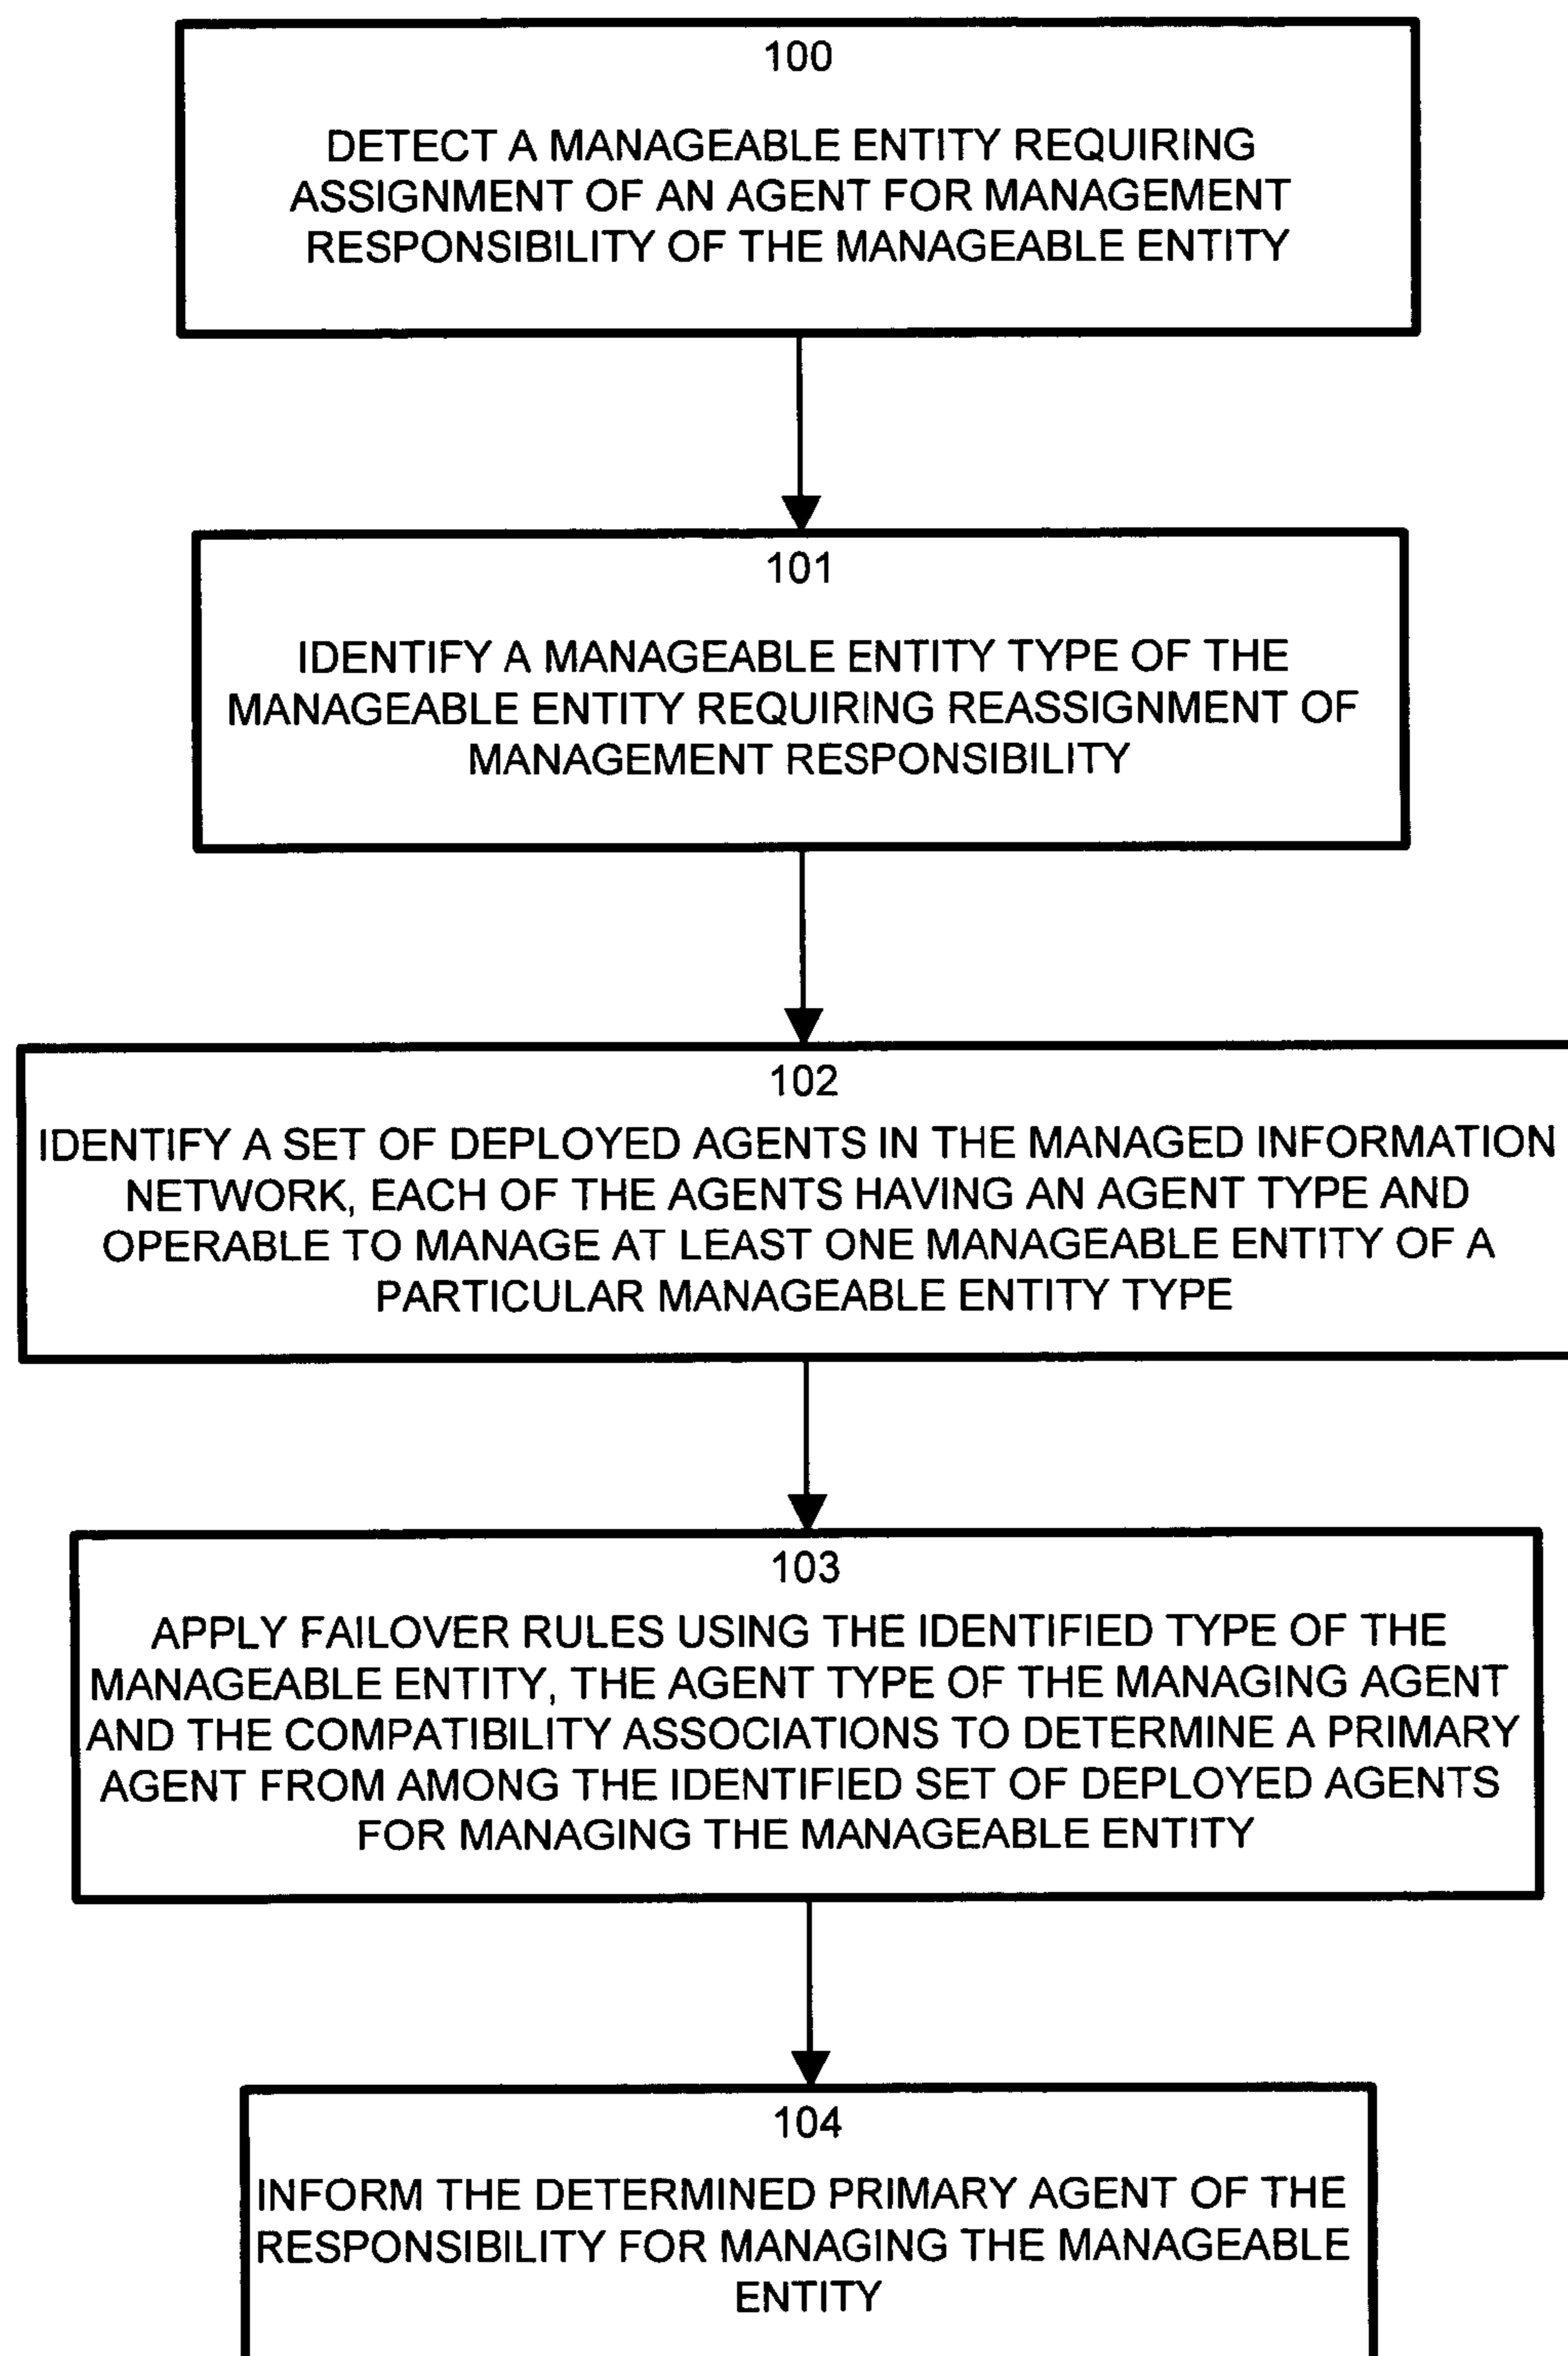 100
DETECT A MANAGEABLE ENTITY REQUIRING
ASSIGNMENT OF AN AGENT FOR MANAGEMENT
RESPONSIBILITY OF THE MANAGEABLE ENTITY
101
IDENTIFY A MANAGEABLE ENTITY TYPE OF THE
MANAGEABLE ENTITY REQUIRING REASSIGNMENT OF
MANAGEMENT RESPONSIBILITY
102
IDENTIFY A SET OF DEPLOYED AGENTS IN THE MANAGED INFORMATION
NETWORK, EACH OF THE AGENTS HAVING AN AGENT TYPE AND
OPERABLE TO MANAGE AT LEAST ONE MANAGEABLE ENTITY OF A
PARTICULAR MANAGEABLE ENTITY TYPE
103
APPLY FAILOVER RULES USING THE IDENTIFIED TYPE OF THE
MANAGEABLE ENTITY, THE AGENT TYPE OF THE MANAGING AGENT
AND THE COMPATIBILITY ASSOCIATIONS TO DETERMINE A PRIMARY
AGENT FROM AMONG THE IDENTIFIED SET OF DEPLOYED AGENTS
FOR MANAGING THE MANAGEABLE ENTITY
104
INFORM THE DETERMINED PRIMARY AGENT OF THE
RESPONSIBILITY FOR MANAGING THE MANAGEABLE
ENTITY